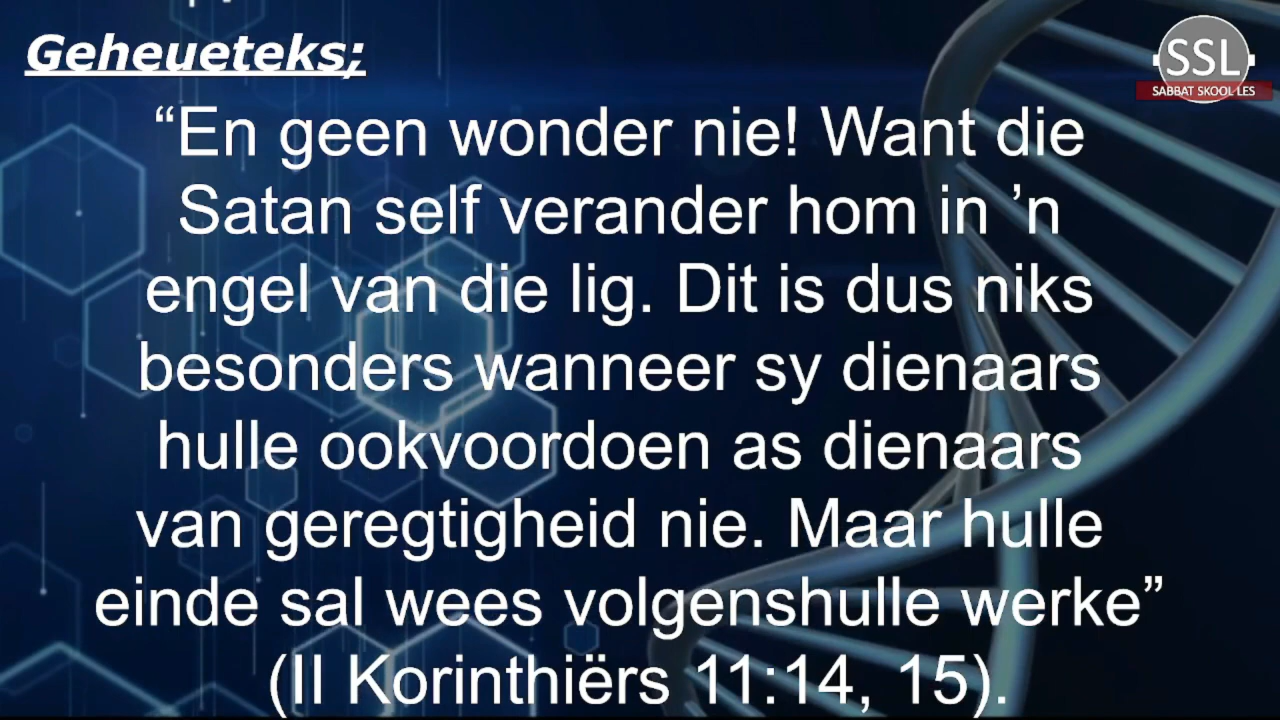 Geheueteks;
SSL
SABBAT SKOOL LES
“En geen wonder nie! Want die
Satan self verander hom in ’n
engel van die lig. Dit is dus niks
besonders wanneer sy dienaars
hulle ookvoordoen as dienaars
van geregtigheid nie. Maar hulle
einde sal wees volgenshulle werke”
(II Korinthiërs 11:14, 15).